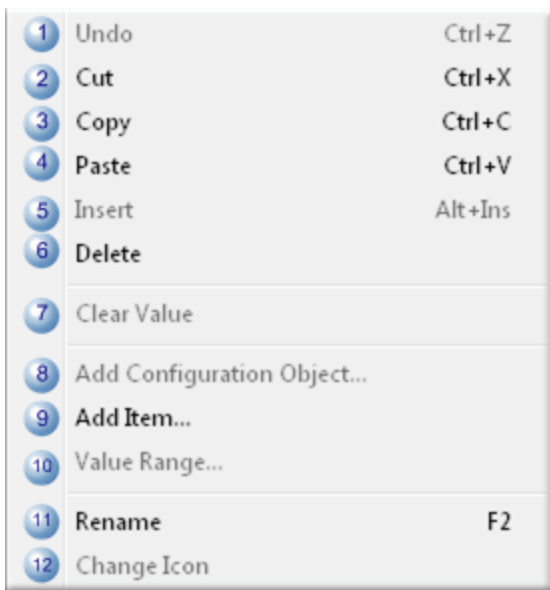 1 Undo Ctrl+Z
2 Cut Ctrl+X
3 Copy Ctrl+C
4 Paste Ctrl+V
5 Insert Alt+Ins
6 Delete
7 Clear Value
8 Add Configuration Object...
9 Add Item...
10 Value Range...
11 Rename F2
12 Change Icon